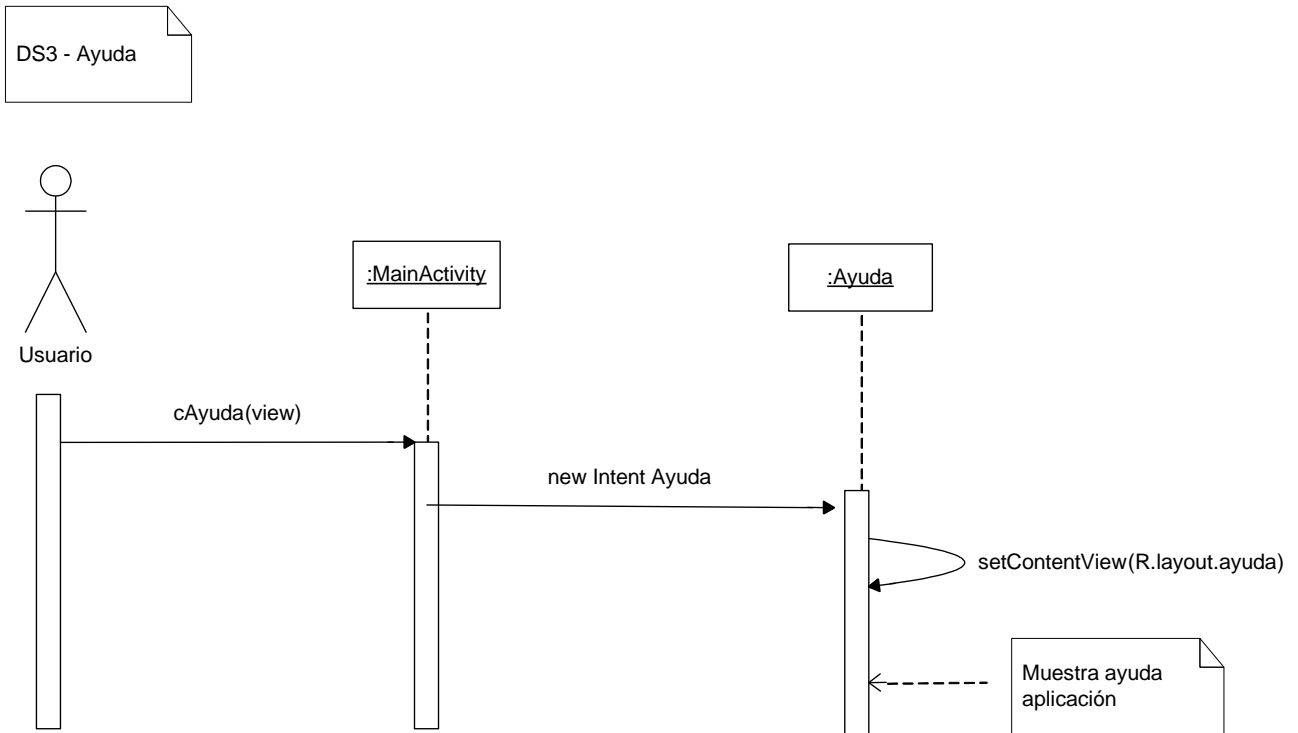 DS3 - Ayuda
:MainActivity
:Ayuda
Usuario
cAyuda(view)
new Intent Ayuda
setContentView(R.layout.ayuda)
Muestra ayuda
aplicación